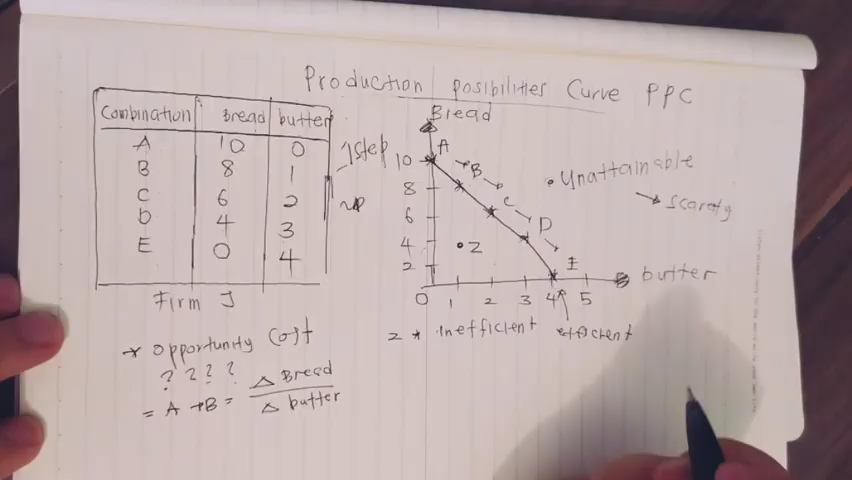 Production posibilities Curve PPC
Combination Bread butter
A 10 0
B 8 1
C 6 2
D 4 3
E 0 4
Firm J
1step
Bread
10
8
6
4
2
0 1 2 3 4 5
A
B
C
D
E
Z
butter
Unattainable
→ Scarcity
z * inefficient
efficient
* opportunity Cost
? ? ? ?
= A → B = Δ Bread
Δ butter